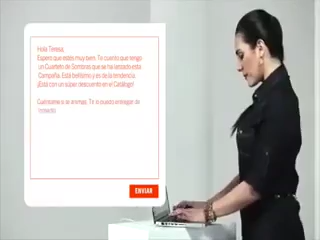 Hola Teresa,
Espero que estés muy bien. Te cuento que tengo
un Cuarteto de Sombras que se ha lanzado esta
Campaña. Está bellísimo y es de la tendencia.
¡Está con un súper descuento en el Catálogo!
Cuéntame si te animas. Te lo puedo entregar de
inmediato.
ENVIAR